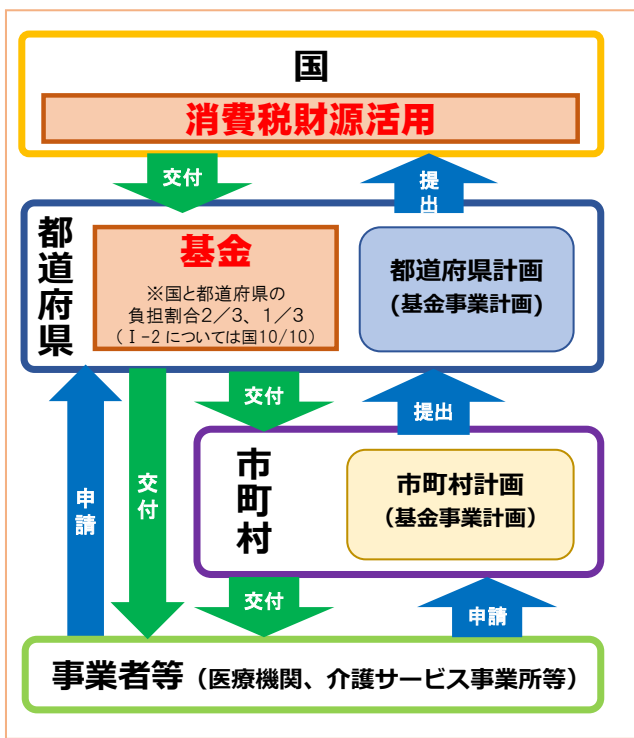 国
消費税財源活用
交付
提出
都道府県
基金
※国と都道府県の
負担割合2／3、1／3
(Ⅰ-2については国10/10)
都道府県計画
(基金事業計画)
申請
交付
交付
提出
市町村
市町村計画
(基金事業計画)
交付
申請
事業者等（医療機関、介護サービス事業所等）